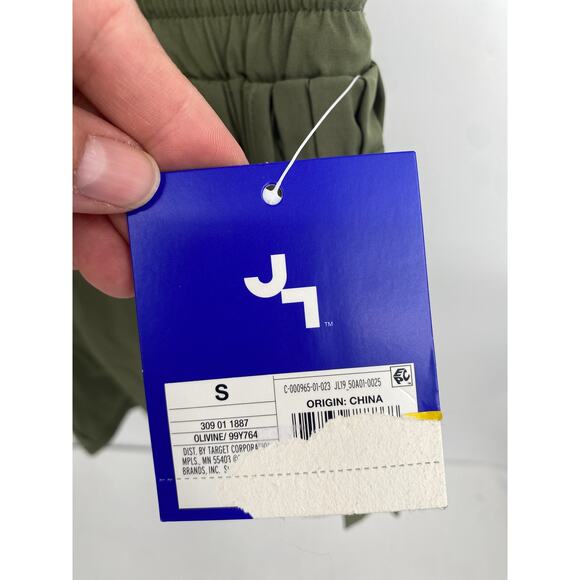 J
TM
S
C-000965-01-023 JL19_50A01-0025
ORIGIN: CHINA
309 01 1887
OLIVINE/ 99Y764
DIST. BY TARGET CORPORATION
MPLS., MN 55403
BRANDS, INC.